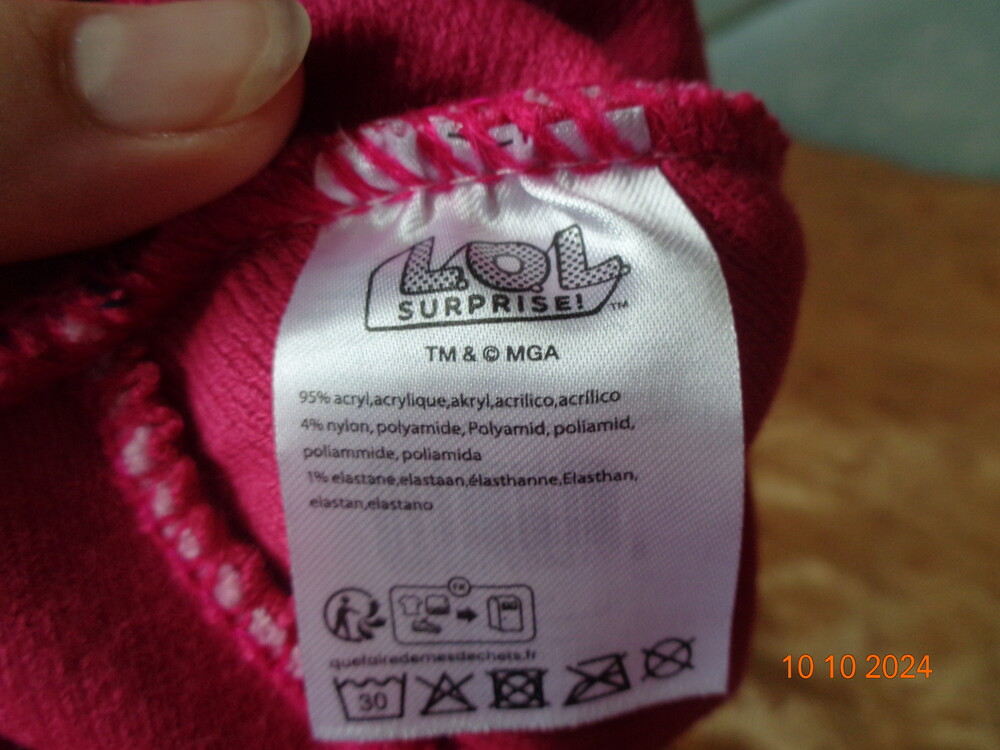 L.O.L.
SURPRISE!™
TM & © MGA
95% acryl,acrylique,akryl,acrilico,acrílico
4% nylon, polyamide, Polyamid, poliamid,
poliammide, poliamida
1% elastane,elastaan,élasthanne,Elasthan,
elastan,elastano
FR
quefairedemesdechets.fr
30
10 10 2024